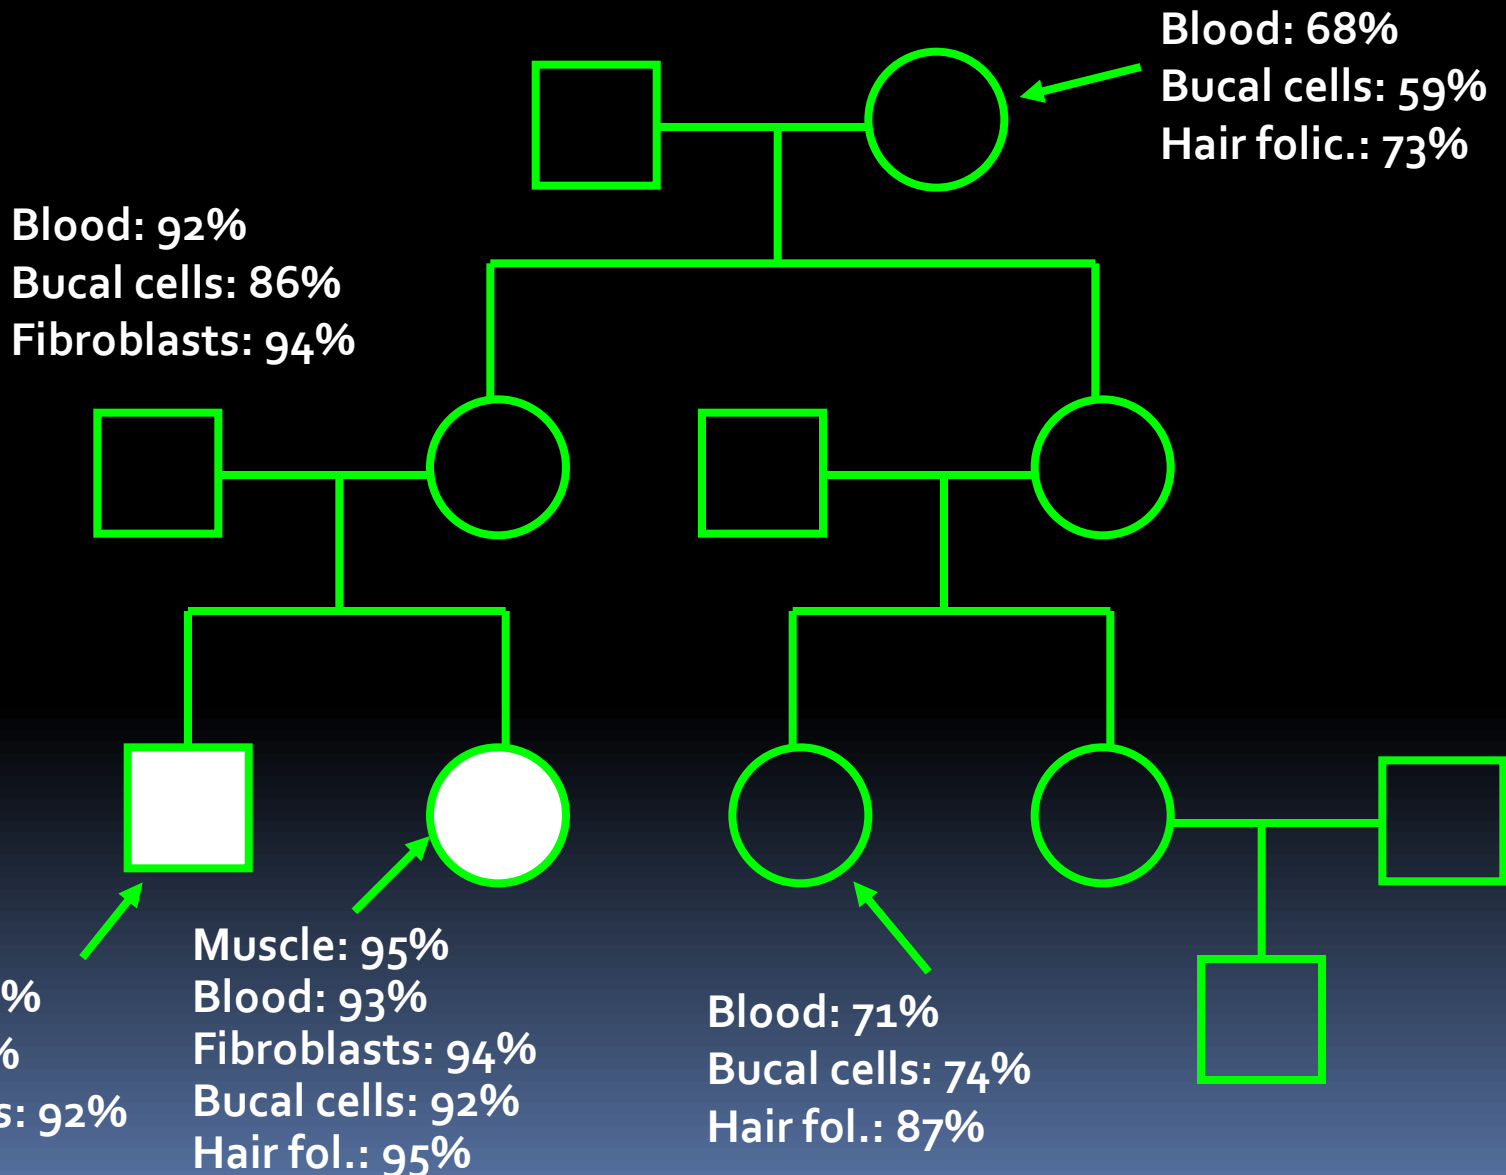 Blood: 68%
Bucal cells: 59%
Hair folic.: 73%
Blood: 92%
Bucal cells: 86%
Fibroblasts: 94%
%
%
s: 92%
Muscle: 95%
Blood: 93%
Fibroblasts: 94%
Bucal cells: 92%
Hair fol.: 95%
Blood: 71%
Bucal cells: 74%
Hair fol.: 87%